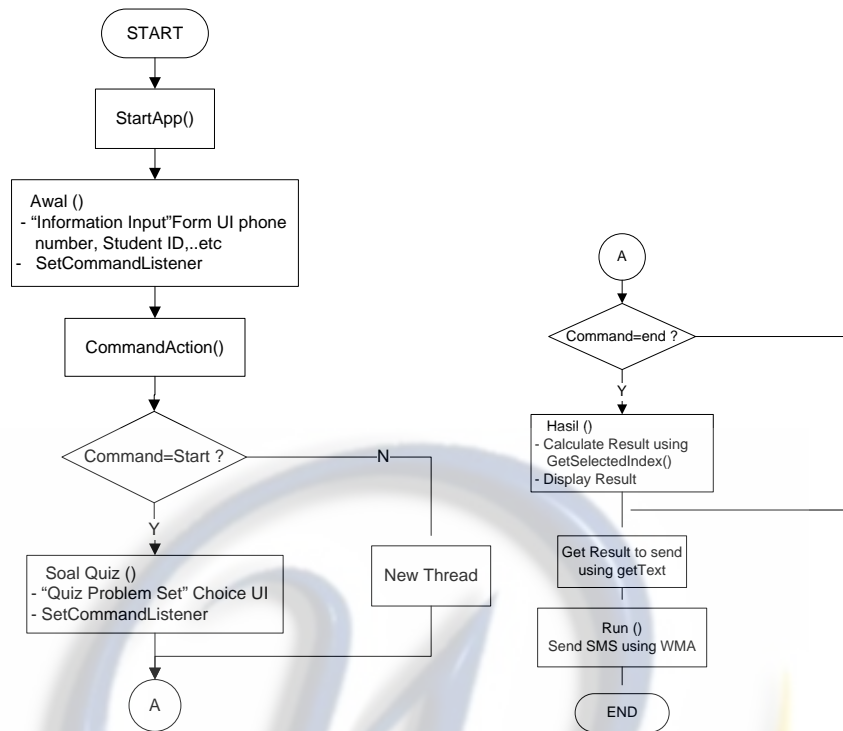 START
StartApp()
Awal ()
- “Information Input”Form UI phone
number, Student ID,..etc
- SetCommandListener
CommandAction()
Command=Start ?
N
Y
Soal Quiz ()
- “Quiz Problem Set” Choice UI
- SetCommandListener
New Thread
A
A
Command=end ?
Y
Hasil ()
- Calculate Result using
GetSelectedIndex()
- Display Result
Get Result to send
using getText
Run ()
Send SMS using WMA
END